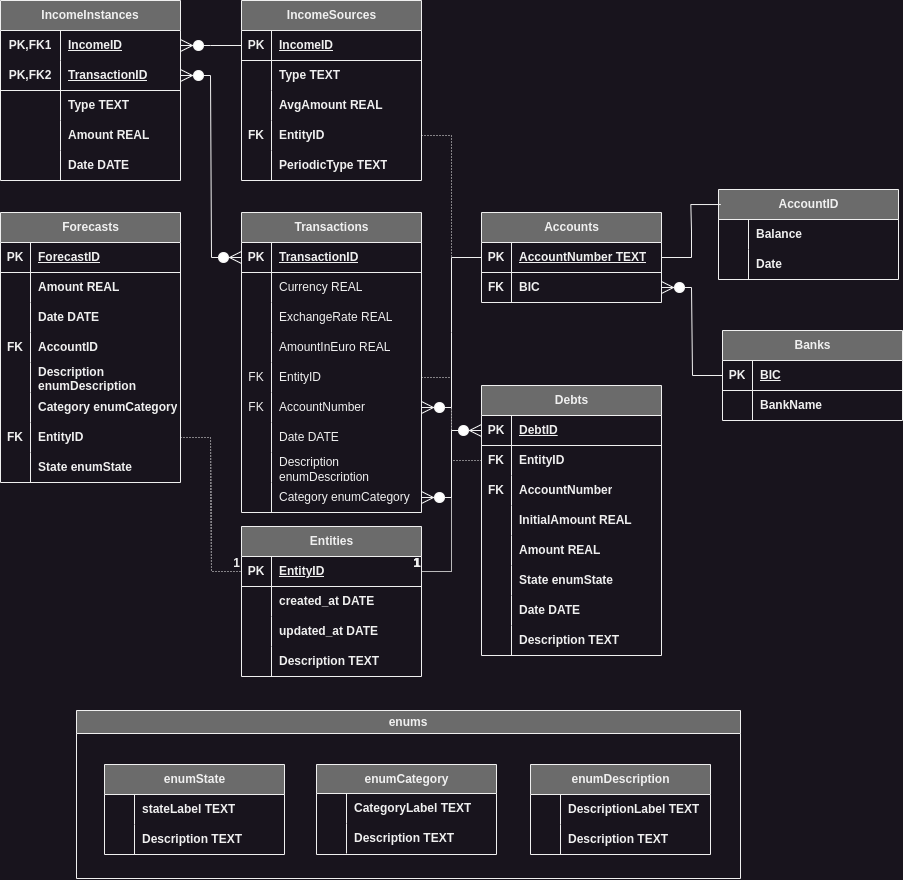 IncomeInstances
PK,FK1 IncomeID
PK,FK2 TransactionID
Type TEXT
Amount REAL
Date DATE
IncomeSources
PK IncomeID
Type TEXT
AvgAmount REAL
FK EntityID
PeriodicType TEXT
Forecasts
PK ForecastID
Amount REAL
Date DATE
FK AccountID
Description
enumDescription
Category enumCategory
FK EntityID
State enumState
Transactions
PK TransactionID
Currency REAL
ExchangeRate REAL
AmountInEuro REAL
FK EntityID
FK AccountNumber
Date DATE
Description
enumDescription
Category enumCategory
Accounts
PK AccountNumber TEXT
FK BIC
AccountID
Balance
Date
Banks
PK BIC
BankName
Debts
PK DebtID
FK EntityID
FK AccountNumber
InitialAmount REAL
Amount REAL
State enumState
Date DATE
Description TEXT
Entities
1 1
PK EntityID
created_at DATE
updated_at DATE
Description TEXT
enums
enumState
stateLabel TEXT
Description TEXT
enumCategory
CategoryLabel TEXT
Description TEXT
enumDescription
DescriptionLabel TEXT
Description TEXT